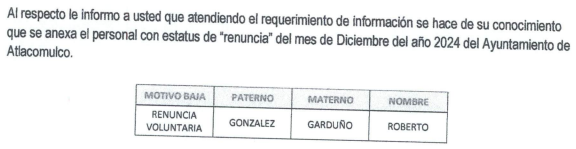 Al respecto le informo a usted que atendiendo el requerimiento de información se hace de su conocimiento
que se anexa el personal con estatus de “renuncia” del mes de Diciembre del año 2024 del Ayuntamiento de
Atlacomulco.
MOTIVO BAJA PATERNO MATERNO NOMBRE
RENUNCIA
VOLUNTARIA GONZALEZ GARDUÑO ROBERTO